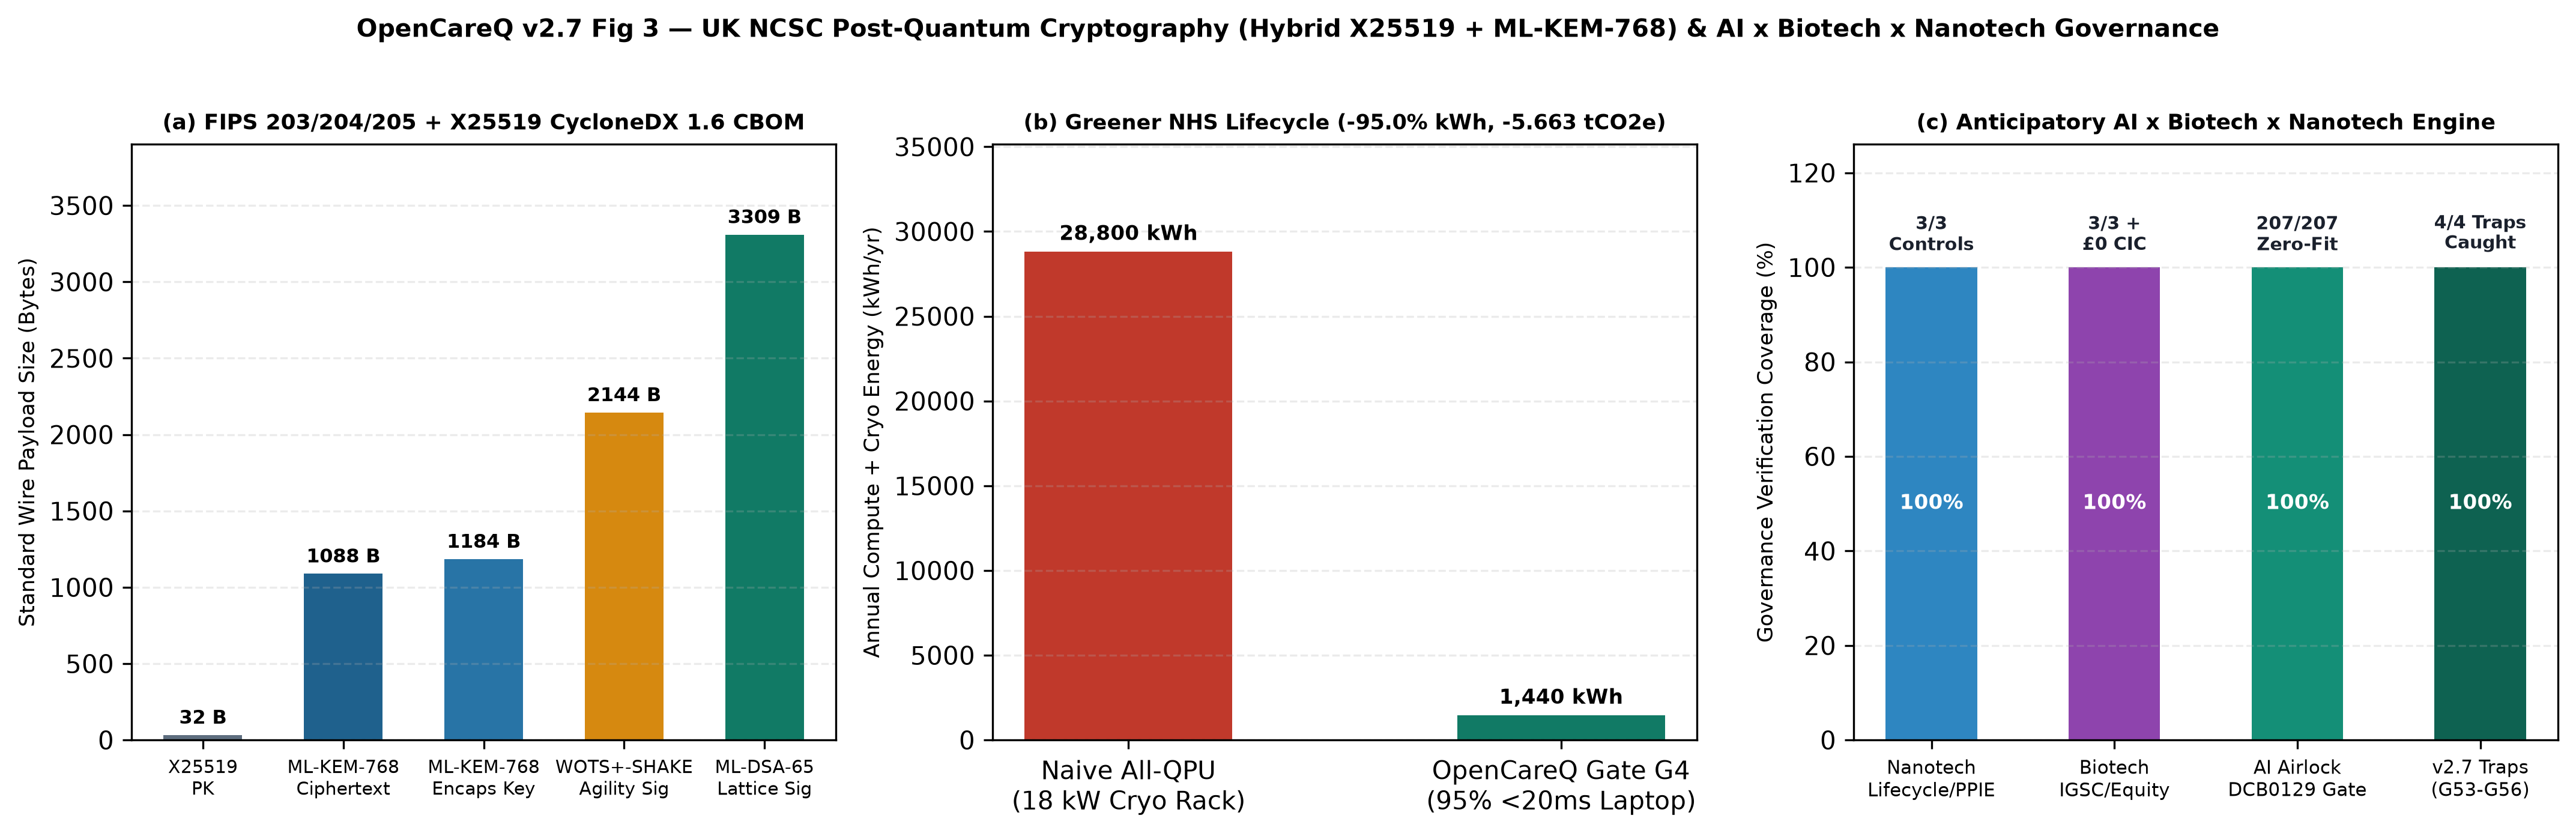 OpenCareQ v2.7 Fig 3 — UK NCSC Post-Quantum Cryptography (Hybrid X25519 + ML-KEM-768) & AI x Biotech x Nanotech Governance
(a) FIPS 203/204/205 + X25519 CycloneDX 1.6 CBOM
Standard Wire Payload Size (Bytes)
3500
3000
2500
2000
1500
1000
500
0
32 B
1088 B
1184 B
2144 B
3309 B
X25519
PK
ML-KEM-768
Ciphertext
ML-KEM-768
Encaps Key
WOTS+-SHAKE
Agility Sig
ML-DSA-65
Lattice Sig
(b) Greener NHS Lifecycle (-95.0% kWh, -5.663 tCO2e)
Annual Compute + Cryo Energy (kWh/yr)
35000
30000
25000
20000
15000
10000
5000
0
28,800 kWh
1,440 kWh
Naive All-QPU
(18 kW Cryo Rack)
OpenCareQ Gate G4
(95% <20ms Laptop)
(c) Anticipatory AI x Biotech x Nanotech Engine
Governance Verification Coverage (%)
120
100
80
60
40
20
0
3/3
Controls
3/3 +
£0 CIC
207/207
Zero-Fit
4/4 Traps
Caught
100%
100%
100%
100%
Nanotech
Lifecycle/PPIE
Biotech
IGSC/Equity
AI Airlock
DCB0129 Gate
v2.7 Traps
(G53-G56)